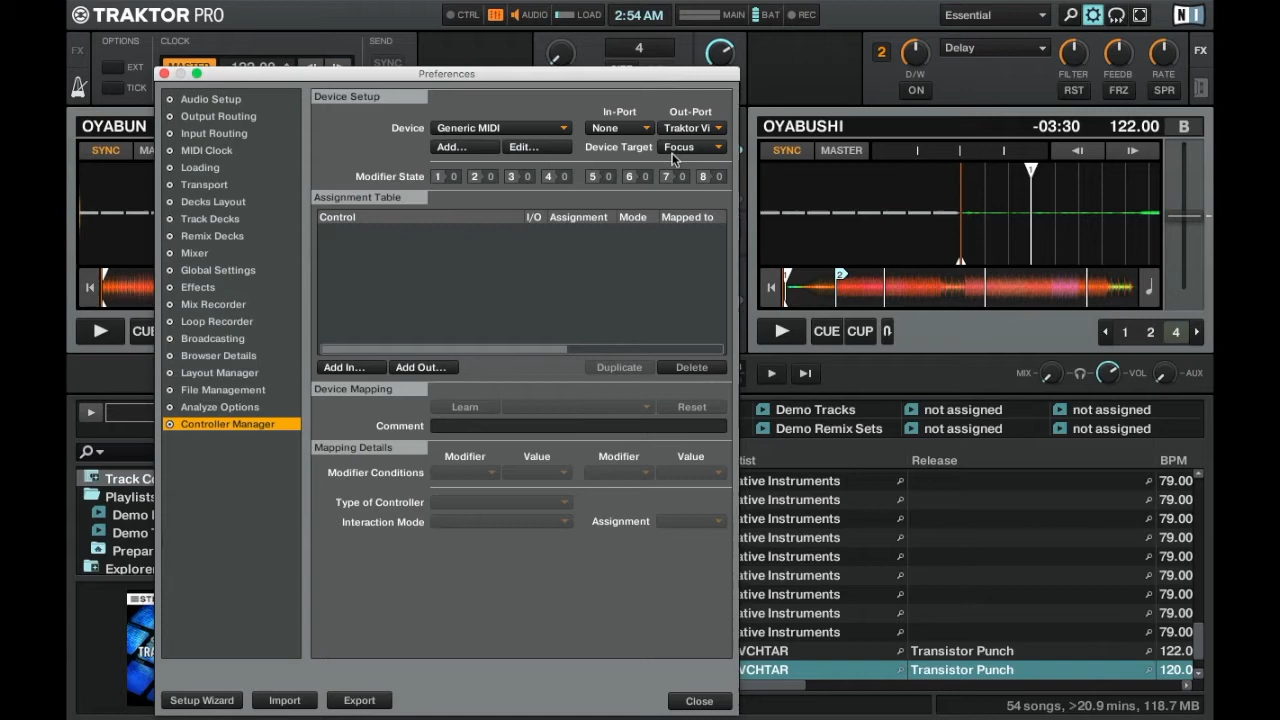 TRAKTOR PRO
CTRL
AUDIO
LOAD
2:54 AM
MAIN
BAT
REC
Essential
NI
FX
OPTIONS
EXT
TICK
CLOCK
MASTER
SEND
SYNC
4
2
D/W
ON
Delay
FILTER
RST
FEEDB
FRZ
RATE
SPR
FX
Preferences
Audio Setup
Output Routing
Input Routing
MIDI Clock
Loading
Transport
Decks Layout
Track Decks
Remix Decks
Mixer
Global Settings
Effects
Mix Recorder
Loop Recorder
Broadcasting
Browser Details
Layout Manager
File Management
Analyze Options
Controller Manager
Device Setup
In-Port Out-Port
Device Generic MIDI None Traktor Vi
Add... Edit... Device Target Focus
Modifier State 1 0 2 0 3 0 4 0 5 0 6 0 7 0 8 0
Assignment Table
Control I/O Assignment Mode Mapped to
Add In... Add Out... Duplicate Delete
Device Mapping
Learn Reset
Comment
Mapping Details
Modifier Value Modifier Value
Modifier Conditions
Type of Controller
Interaction Mode Assignment
Setup Wizard Import Export Close
OYABUN
SYNC
CUE
OYABUSHI -03:30 122.00 B
SYNC MASTER
1
2
CUE CUP
1 2 4
MIX VOL AUX
Demo Tracks not assigned not assigned
Demo Remix Sets not assigned not assigned
Playlists
Prepar
Explorer
tist Release BPM
ative Instruments 79.00
ative Instruments 79.00
ative Instruments 79.00
ative Instruments 79.00
ative Instruments 79.00
ative Instruments 79.00
ative Instruments 79.00
ative Instruments 79.00
ative Instruments 79.00
VCHTAR Transistor Punch 122.0
VCHTAR Transistor Punch 120.0
54 songs, >20.9 mins, 118.7 MB